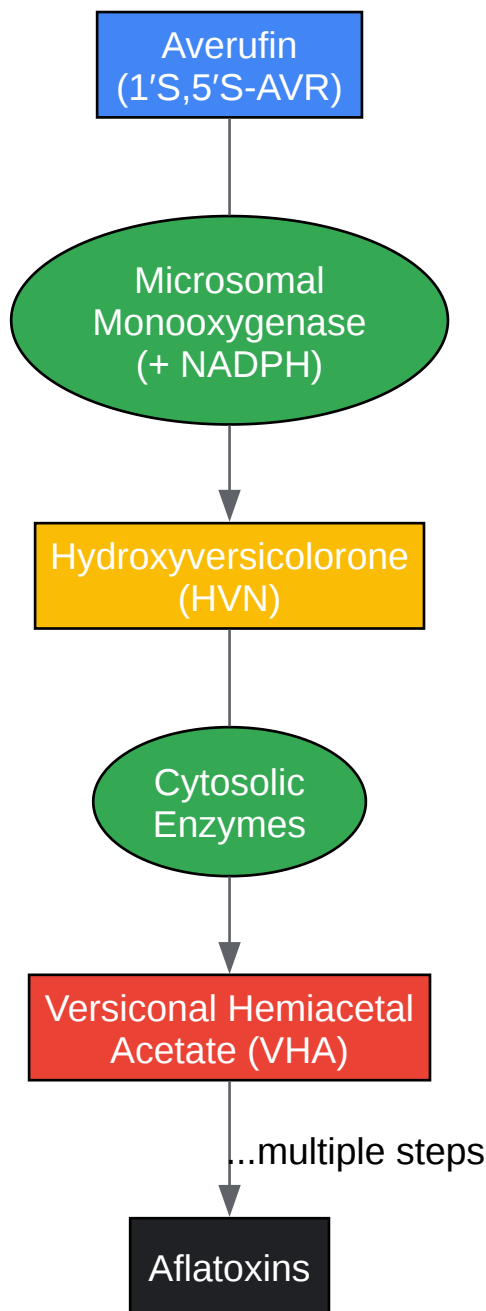 Averufin
(1′S,5′S-AVR)
Microsomal
Monooxygenase
(+ NADPH)
Hydroxyversicolorone
(HVN)
Cytosolic
Enzymes
Versiconal Hemiacetal
Acetate (VHA)
...multiple steps
Aflatoxins